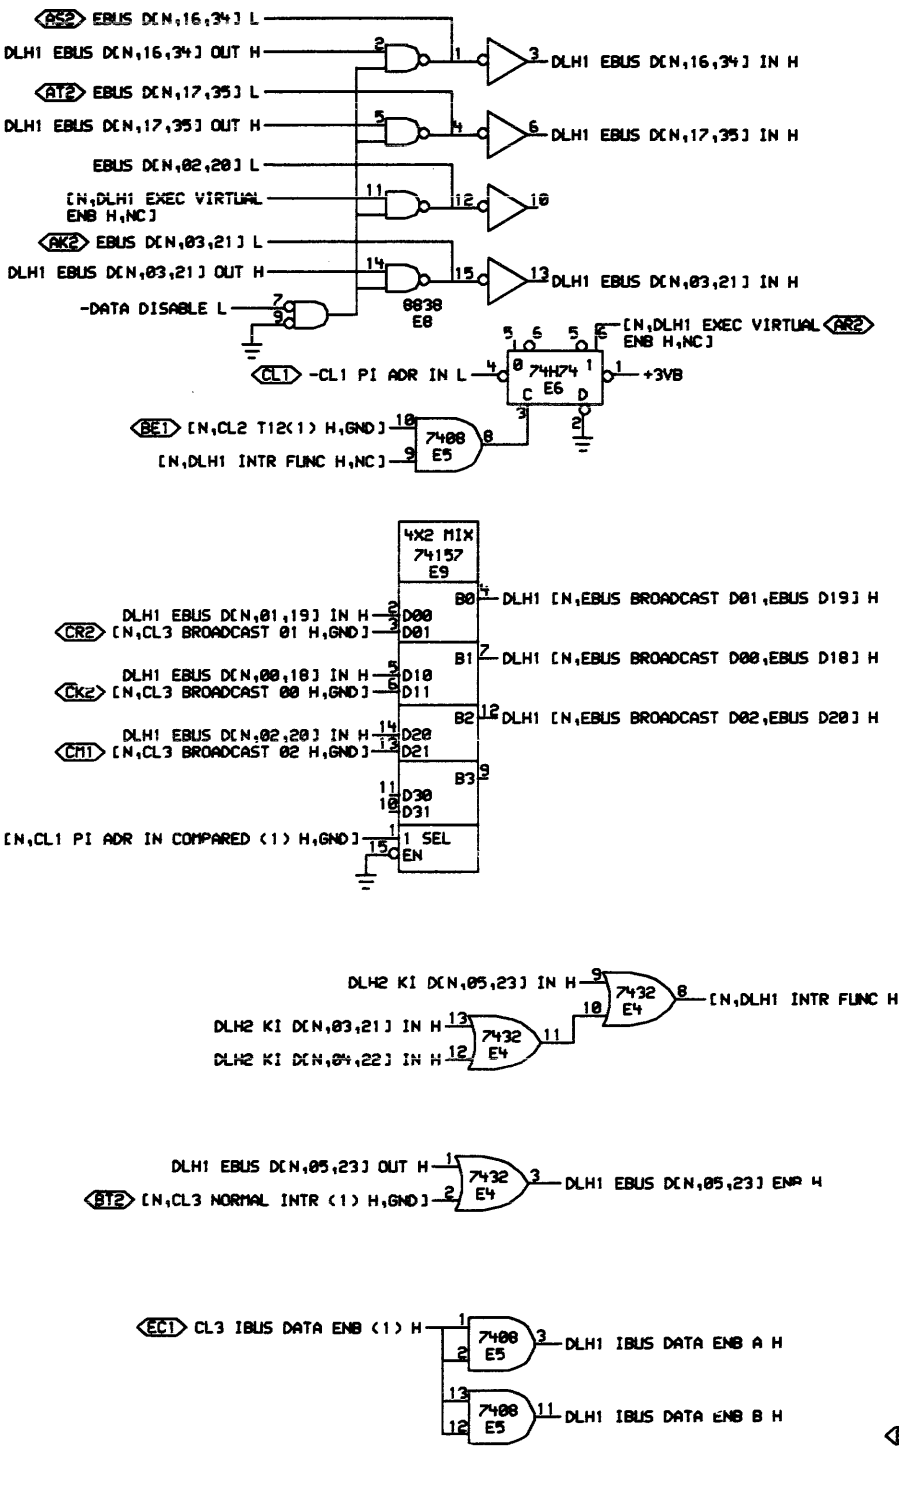 AS2 EBUS D[N,16,34] L
DLH1 EBUS D[N,16,34] OUT H 2 1 3 DLH1 EBUS D[N,16,34] IN H
AT2 EBUS D[N,17,35] L
DLH1 EBUS D[N,17,35] OUT H 5 4 6 DLH1 EBUS D[N,17,35] IN H
EBUS D[N,02,20] L
[N,DLH1 EXEC VIRTUAL 11 12 10
ENB H,NC]
AK2 EBUS D[N,03,21] L
DLH1 EBUS D[N,03,21] OUT H 14 15 13 DLH1 EBUS D[N,03,21] IN H
-DATA DISABLE L 7
9
8838
E8
5 6 5 6 [N,DLH1 EXEC VIRTUAL AR2
ENB H,NC]
CL1 -CL1 PI ADR IN L 4 0 74H74 1 1 +3VB
E6
C D
3 2
BE1 [N,CL2 T12(1) H,GND] 10
7408 8
E5
[N,DLH1 INTR FUNC H,NC] 9
4X2 MIX
74157
E9
B0 4 DLH1 [N,EBUS BROADCAST D01,EBUS D19] H
DLH1 EBUS D[N,01,19] IN H 2 D00
CR2 [N,CL3 BROADCAST 01 H,GND] 3 D01
B1 7 DLH1 [N,EBUS BROADCAST D00,EBUS D18] H
DLH1 EBUS D[N,00,18] IN H 5 D10
CK2 [N,CL3 BROADCAST 00 H,GND] 6 D11
B2 12 DLH1 [N,EBUS BROADCAST D02,EBUS D20] H
DLH1 EBUS D[N,02,20] IN H 14 D20
CM1 [N,CL3 BROADCAST 02 H,GND] 13 D21
B3 9
11 D30
10 D31
[N,CL1 PI ADR IN COMPARED (1) H,GND] 1 1 SEL
15 EN
DLH2 KI D[N,05,23] IN H 9
7432 8 [N,DLH1 INTR FUNC H
10 E4
DLH2 KI D[N,03,21] IN H 13
7432 11
E4
DLH2 KI D[N,04,22] IN H 12
DLH1 EBUS D[N,05,23] OUT H 1
7432 3 DLH1 EBUS D[N,05,23] ENB H
E4
BT2 [N,CL3 NORMAL INTR (1) H,GND] 2
EC1 CL3 IBUS DATA ENB (1) H 1
7408 3 DLH1 IBUS DATA ENB A H
2 E5
13
7408 11 DLH1 IBUS DATA ENB B H
12 E5